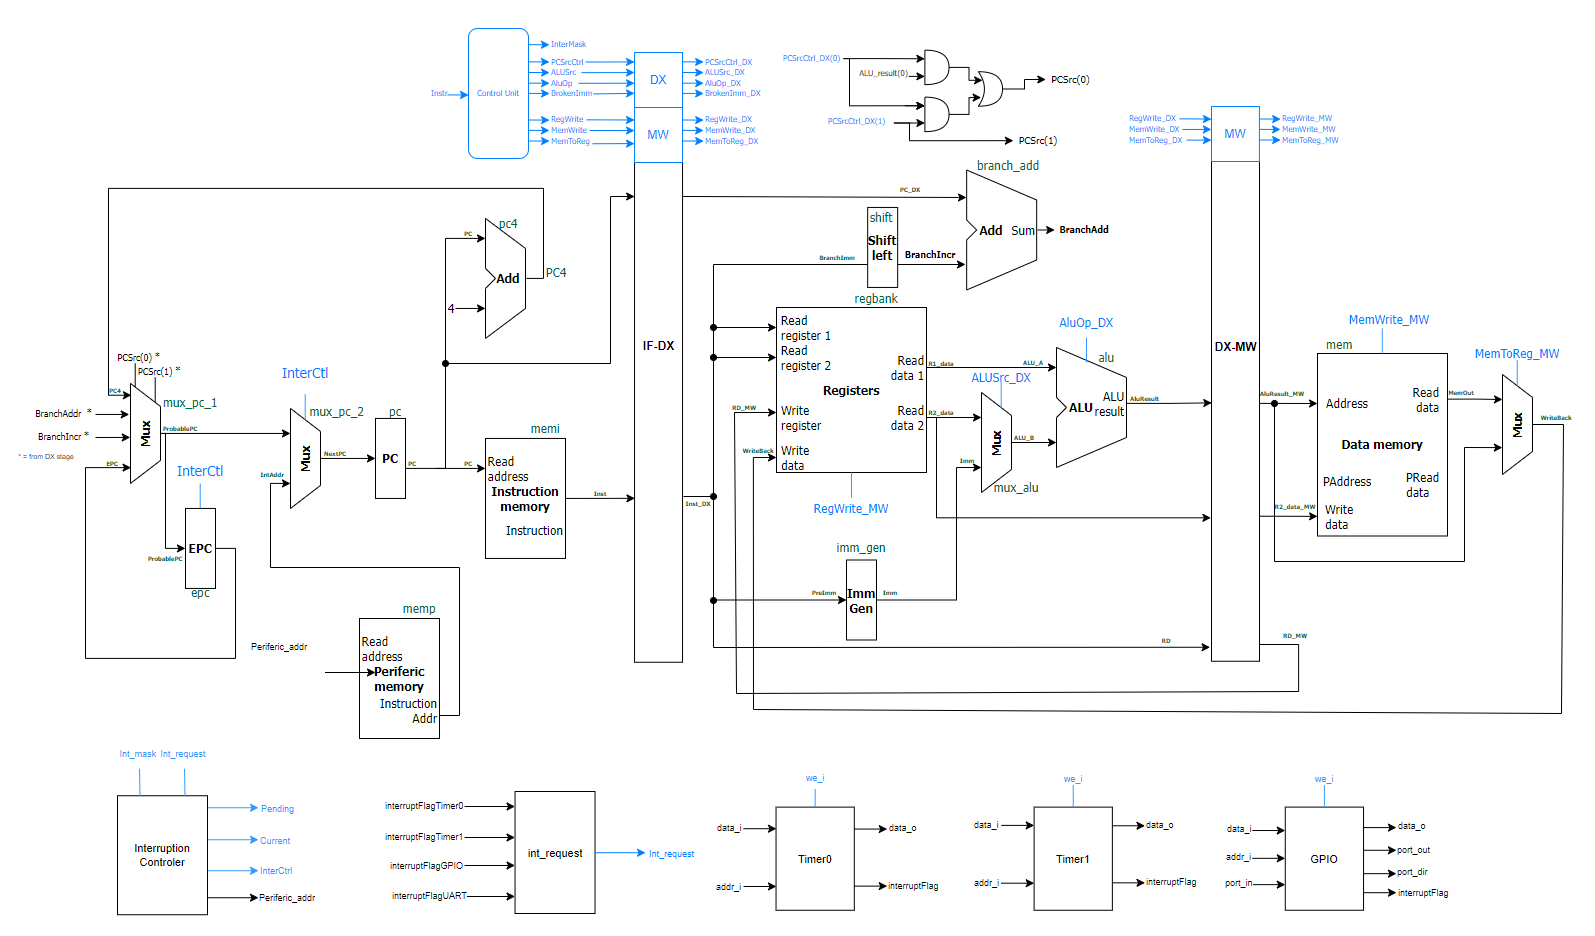 InterMask
PCSrcCtrl
ALUSrc
AluOp
BrokenImm
Instr
Control Unit
RegWrite
MemWrite
MemToReg
DX
MW
PCSrcCtrl_DX
ALUSrc_DX
AluOp_DX
BrokenImm_DX
RegWrite_DX
MemWrite_DX
MemToReg_DX
PCSrcCtrl_DX(0)
ALU_result(0)
PCSrcCtrl_DX(1)
PCSrc(0)
PCSrc(1)
RegWrite_DX
MemWrite_DX
MemToReg_DX
MW
RegWrite_MW
MemWrite_MW
MemToReg_MW
branch_add
PC_DX
Add
Sum
BranchAdd
shift
Shift
left
BranchImm
BranchIncr
pc4
PC
Add
PC4
4
IF-DX
DX-MW
PCSrc(0) *
PCSrc(1) *
PC4
mux_pc_1
BranchAddr *
BranchIncr *
* = from DX stage
EPC
Mux
ProbablePC
InterCtl
mux_pc_2
IntAddr
Mux
NextPC
pc
PC
PC
PC
memi
Read
address
Instruction
memory
Instruction
Inst
InterCtl
EPC
epc
ProbablePC
memp
Read
address
Periferic
memory
Instruction
Addr
Periferic_addr
Inst_DX
regbank
Read
register 1
Read
register 2
Registers
Read
data 1
Read
data 2
Write
register
Write
data
RD_MW
WriteBack
RegWrite_MW
R1_data
R2_data
ALU_A
ALUSrc_DX
Mux
ALU_B
Imm
mux_alu
AluOp_DX
alu
ALU
ALU
result
AluResult
imm_gen
PreImm
Imm
Gen
Imm
RD
RD_MW
AluResult_MW
R2_data_MW
MemWrite_MW
mem
Address
Read
data
Data memory
PAddress
PRead
data
Write
data
MemOut
MemToReg_MW
Mux
WriteBack
Int_mask
Int_request
Interruption
Controler
Pending
Current
InterCtrl
Periferic_addr
interruptFlagTimer0
interruptFlagTimer1
interruptFlagGPIO
interruptFlagUART
int_request
Int_request
we_i
data_i
addr_i
Timer0
data_o
interruptFlag
we_i
data_i
addr_i
Timer1
data_o
interruptFlag
we_i
data_i
addr_i
port_in
GPIO
data_o
port_out
port_dir
interruptFlag